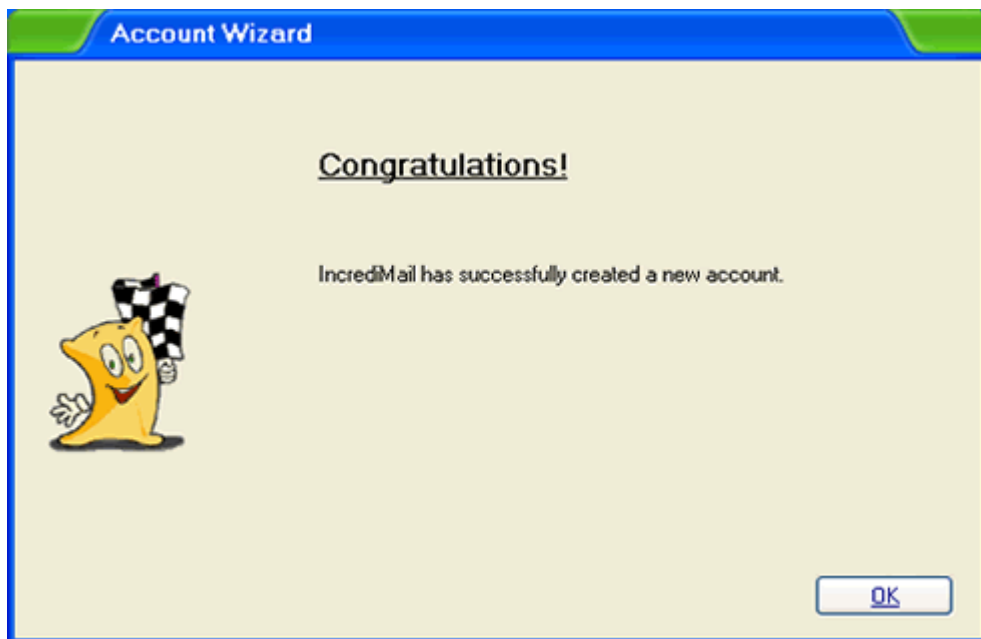 Account Wizard
Congratulations!
IncrediMail has successfully created a new account.
OK